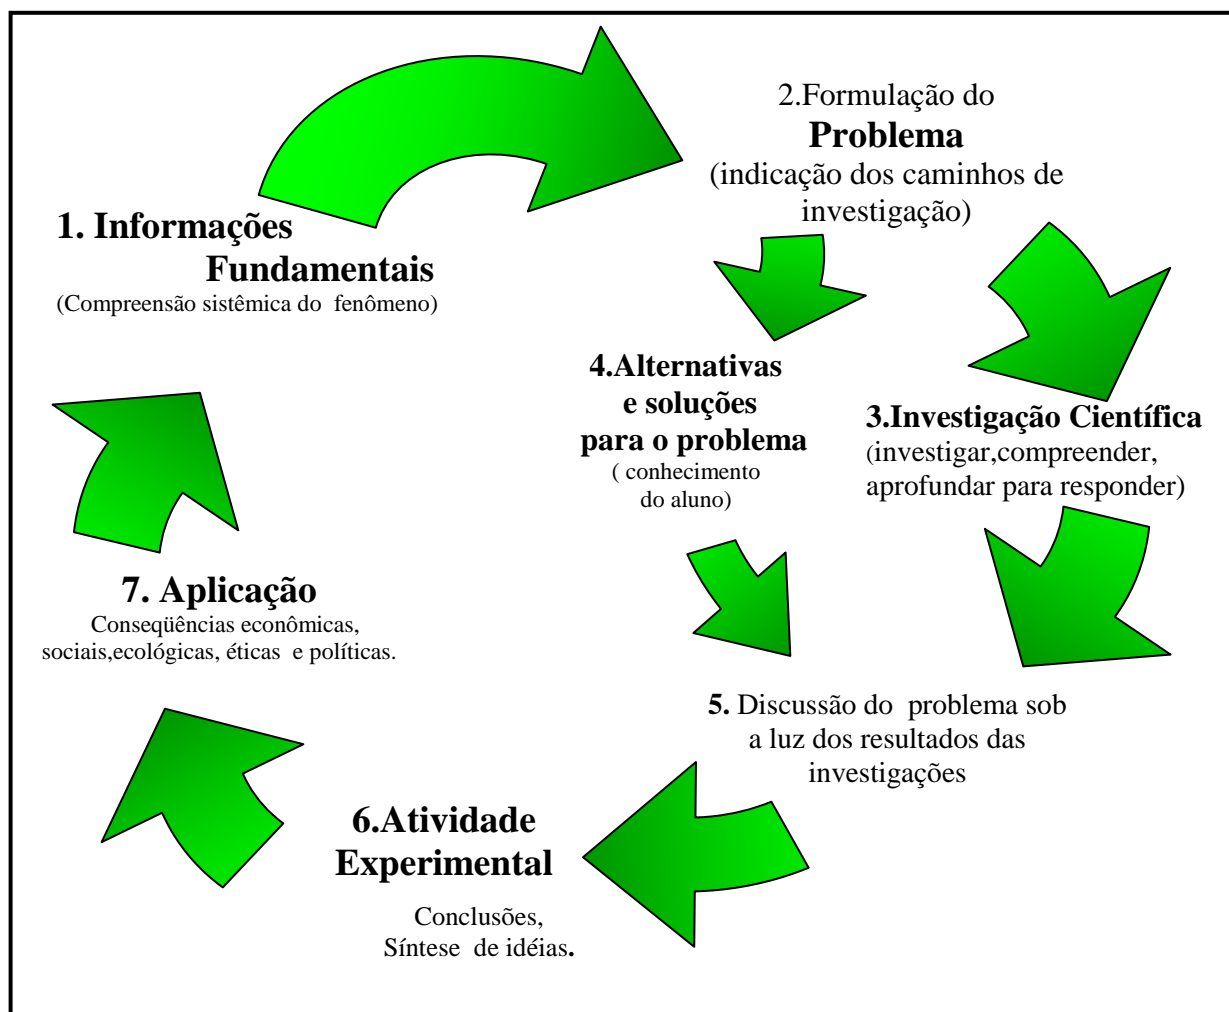 1. Informações
Fundamentais
(Compreensão sistêmica do fenômeno)
2.Formulação do
Problema
(indicação dos caminhos de
investigação)
3.Investigação Científica
(investigar,compreender,
aprofundar para responder)
4.Alternativas
e soluções
para o problema
( conhecimento
do aluno)
5. Discussão do problema sob
a luz dos resultados das
investigações
6.Atividade
Experimental
Conclusões,
Síntese de idéias.
7. Aplicação
Conseqüências econômicas,
sociais,ecológicas, éticas e políticas.